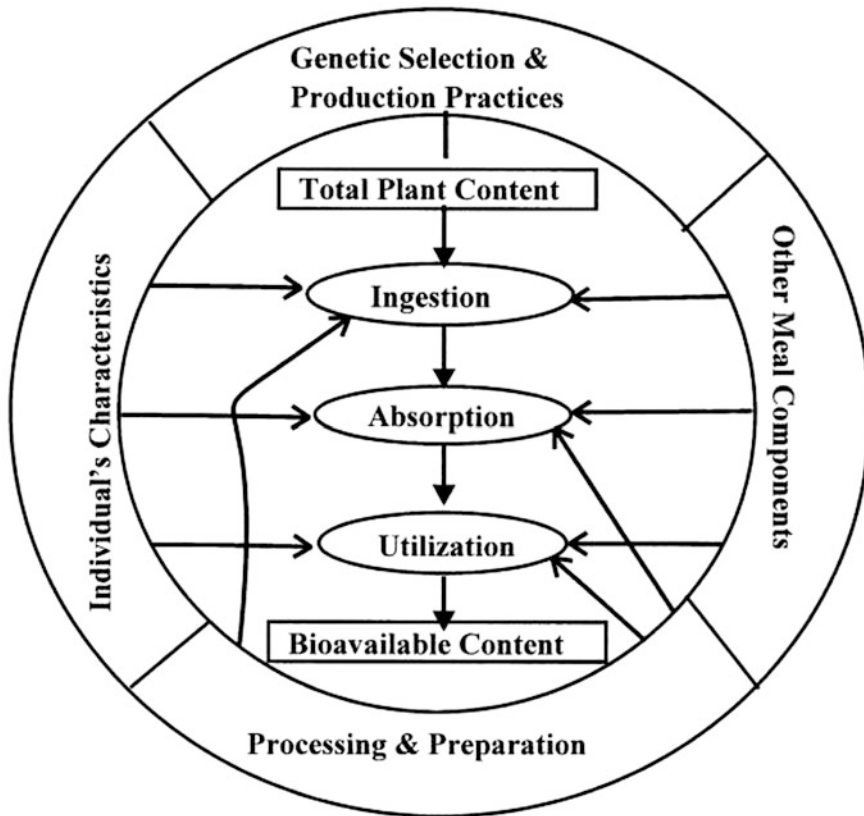 Genetic Selection &
Production Practices
Total Plant Content
Ingestion
Absorption
Utilization
Bioavailable Content
Individual's Characteristics
Other Meal Components
Processing & Preparation